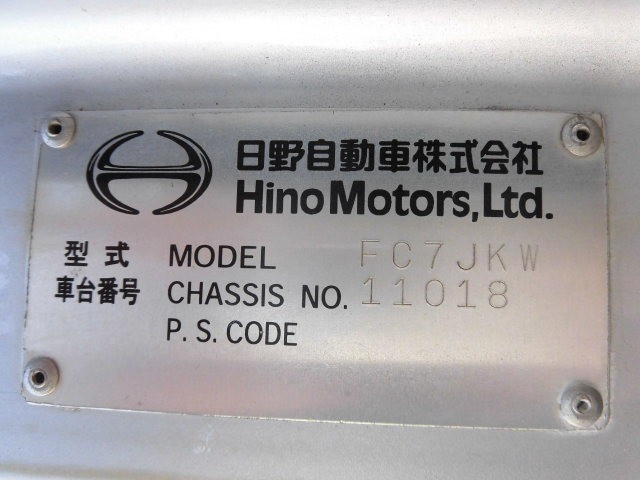 日野自動車株式会社
Hino Motors, Ltd.
型式 MODEL FC7JKW
車台番号 CHASSIS NO. 11018
P.S. CODE